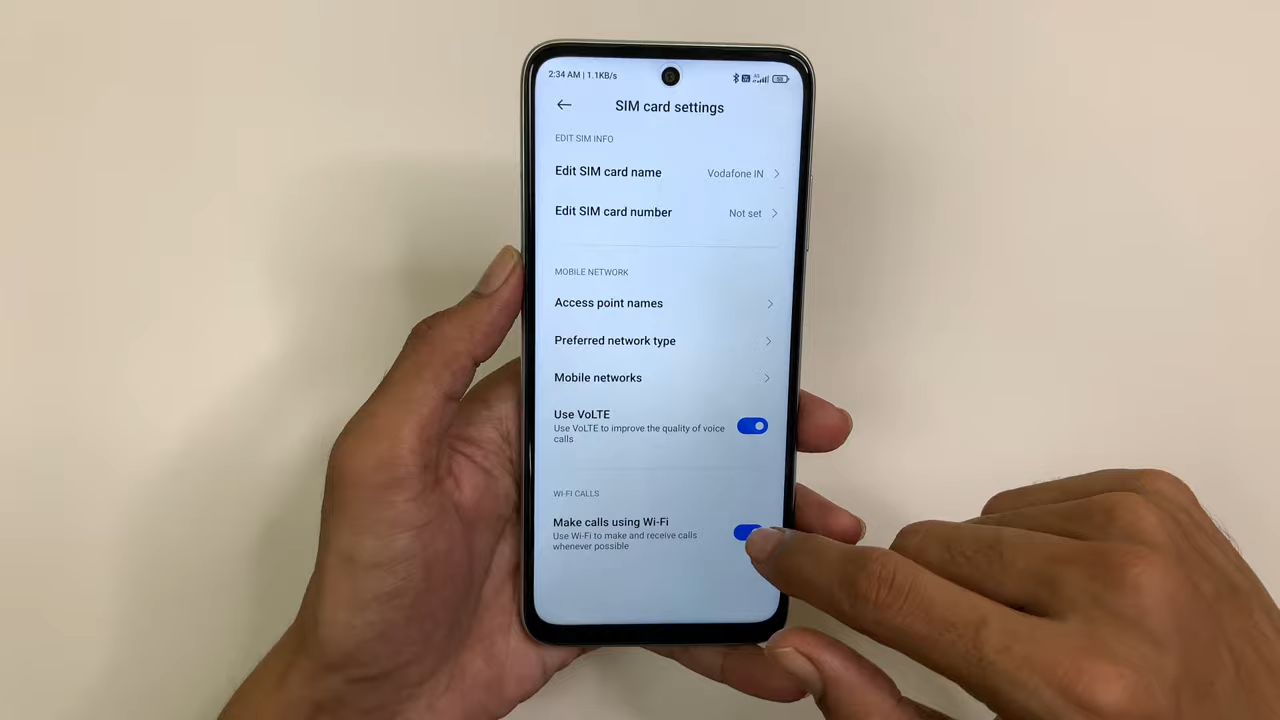 2:34 AM | 1.1KB/s
SIM card settings
EDIT SIM INFO
Edit SIM card name Vodafone IN
Edit SIM card number Not set
MOBILE NETWORK
Access point names
Preferred network type
Mobile networks
Use VoLTE
Use VoLTE to improve the quality of voice
calls
WI-FI CALLS
Make calls using Wi-Fi
Use Wi-Fi to make and receive calls
whenever possible